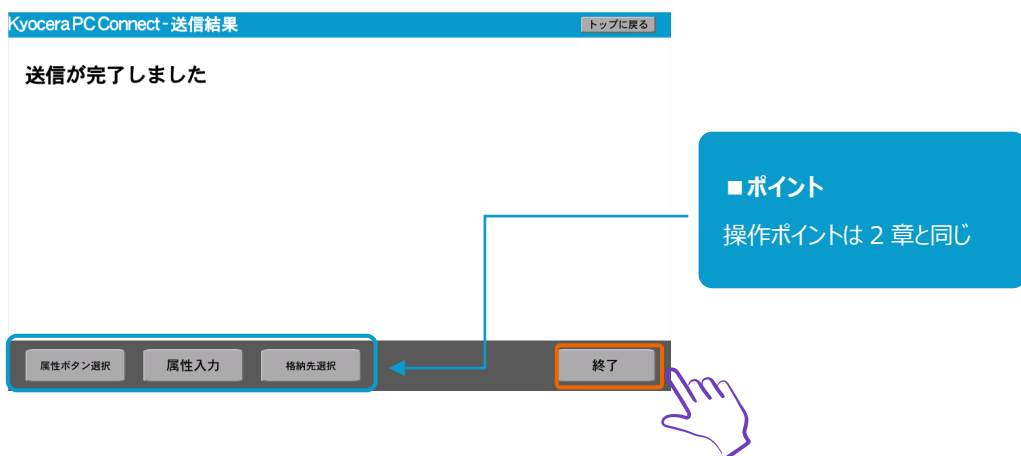 Kyocera PC Connect - 送信結果
トップに戻る
送信が完了しました
■ポイント
操作ポイントは 2 章と同じ
属性ボタン選択
属性入力
格納先選択
終了